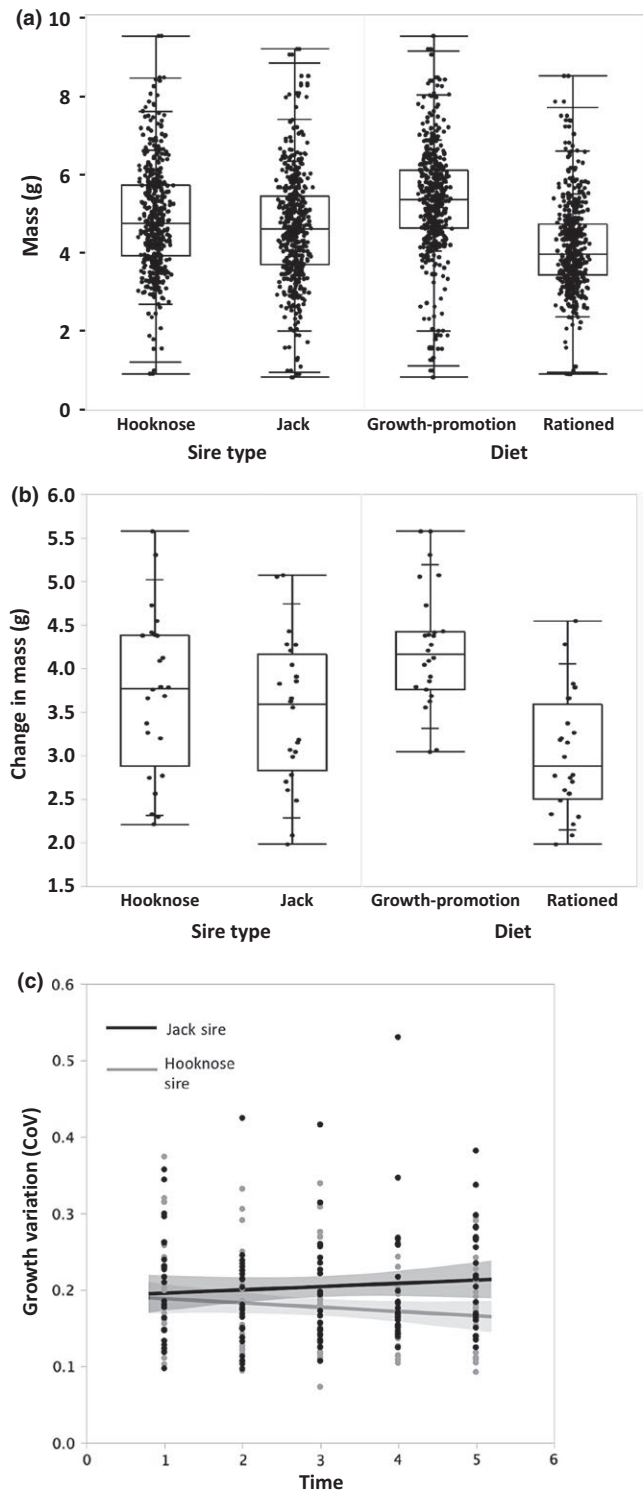 (a)
10
8
6
4
2
0
Mass (g)
Hooknose Jack Growth-promotion Rationed
Sire type Diet
(b)
6.0
5.5
5.0
4.5
4.0
3.5
3.0
2.5
2.0
1.5
Change in mass (g)
Hooknose Jack Growth-promotion Rationed
Sire type Diet
(c)
0.6
0.5
0.4
0.3
0.2
0.1
0.0
Growth variation (CoV)
Jack sire
Hooknose
sire
0 1 2 3 4 5 6
Time